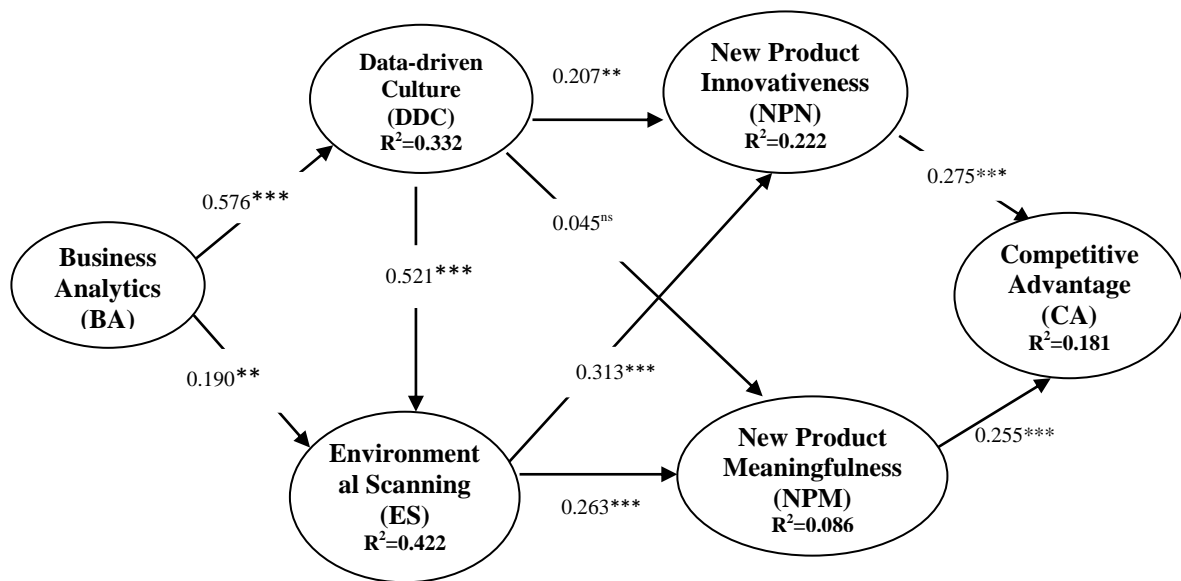 Data-driven
Culture
(DDC)
R²=0.332
0.207**
New Product
Innovativeness
(NPN)
R²=0.222
0.576***
0.045ⁿˢ
0.275***
Business
Analytics
(BA)
0.521***
Competitive
Advantage
(CA)
R²=0.181
0.190**
0.313***
Environment
al Scanning
(ES)
R²=0.422
0.263***
New Product
Meaningfulness
(NPM)
R²=0.086
0.255***